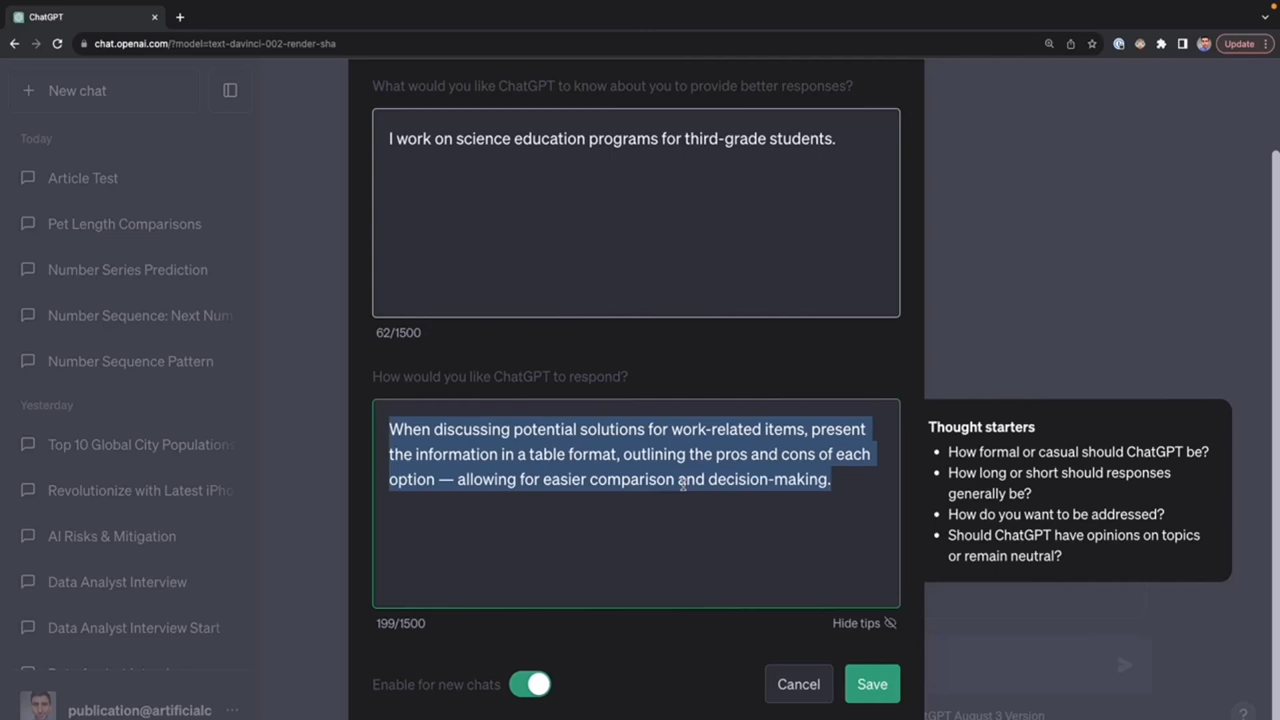 ChatGPT
chat.openai.com/?model=text-davinci-002-render-sha
Update
New chat
Today
Article Test
Pet Length Comparisons
Number Series Prediction
Number Sequence: Next Num
Number Sequence Pattern
Yesterday
Top 10 Global City Populations
Revolutionize with Latest iPho
AI Risks & Mitigation
Data Analyst Interview
Data Analyst Interview Start
publication@artificialc
What would you like ChatGPT to know about you to provide better responses?
I work on science education programs for third-grade students.
62/1500
How would you like ChatGPT to respond?
When discussing potential solutions for work-related items, present
the information in a table format, outlining the pros and cons of each
option — allowing for easier comparison and decision-making.
199/1500
Hide tips
Enable for new chats
Cancel
Save
Thought starters
• How formal or casual should ChatGPT be?
• How long or short should responses
generally be?
• How do you want to be addressed?
• Should ChatGPT have opinions on topics
or remain neutral?
August 3 Version
?